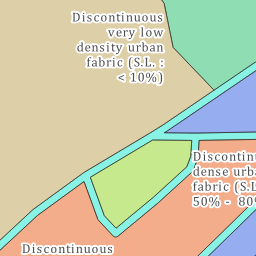 Discontinuous
very low
density urban
fabric (S.L. :
< 10%)
Discontinu
dense urba
fabric (S.L
50% - 80%
Discontinuous